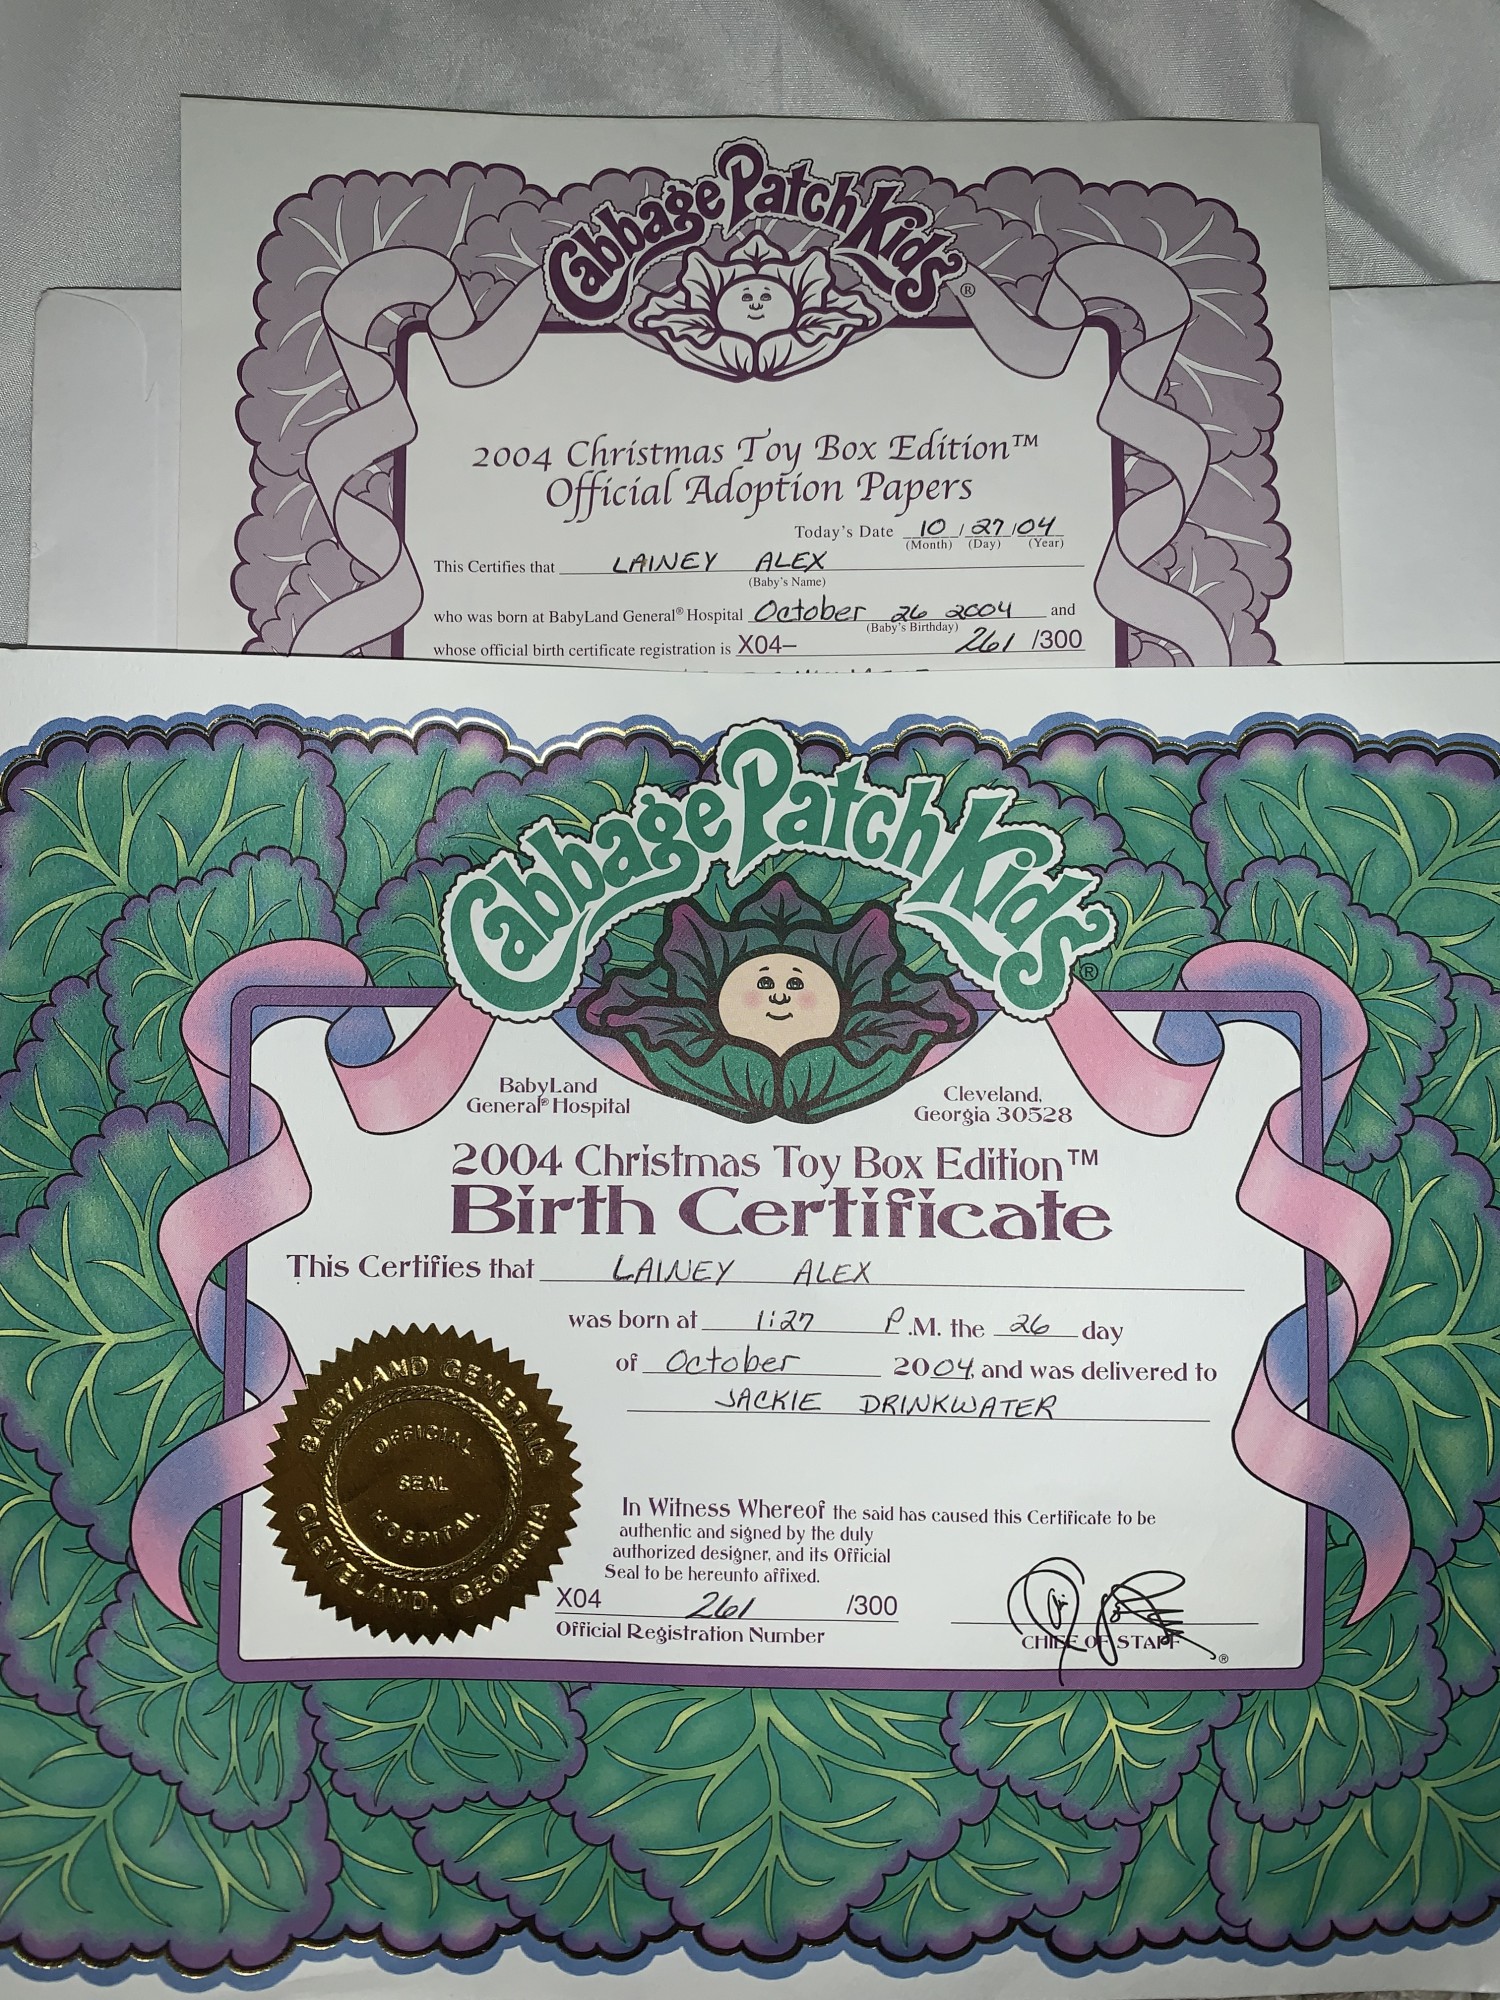 Cabbage Patch Kids®
2004 Christmas Toy Box Edition™
Official Adoption Papers
Today's Date 10/27/04
(Month) (Day) (Year)
This Certifies that LAINEY ALEX
(Baby's Name)
who was born at BabyLand General® Hospital October 26 2004 and
(Baby's Birthday)
whose official birth certificate registration is X04– 261 /300
Cabbage Patch Kids®
BabyLand
General® Hospital
Cleveland,
Georgia 30528
2004 Christmas Toy Box Edition™
Birth Certificate
This Certifies that LAINEY ALEX
was born at 1:27 P.M. the 26 day
of October 2004, and was delivered to
JACKIE DRINKWATER
In Witness Whereof the said has caused this Certificate to be
authentic and signed by the duly
authorized designer, and its Official
Seal to be hereunto affixed.
X04 261 /300
Official Registration Number
CHIEF OF STAFF
®
BABYLAND GENERAL®
OFFICIAL
SEAL
HOSPITAL
CLEVELAND, GEORGIA